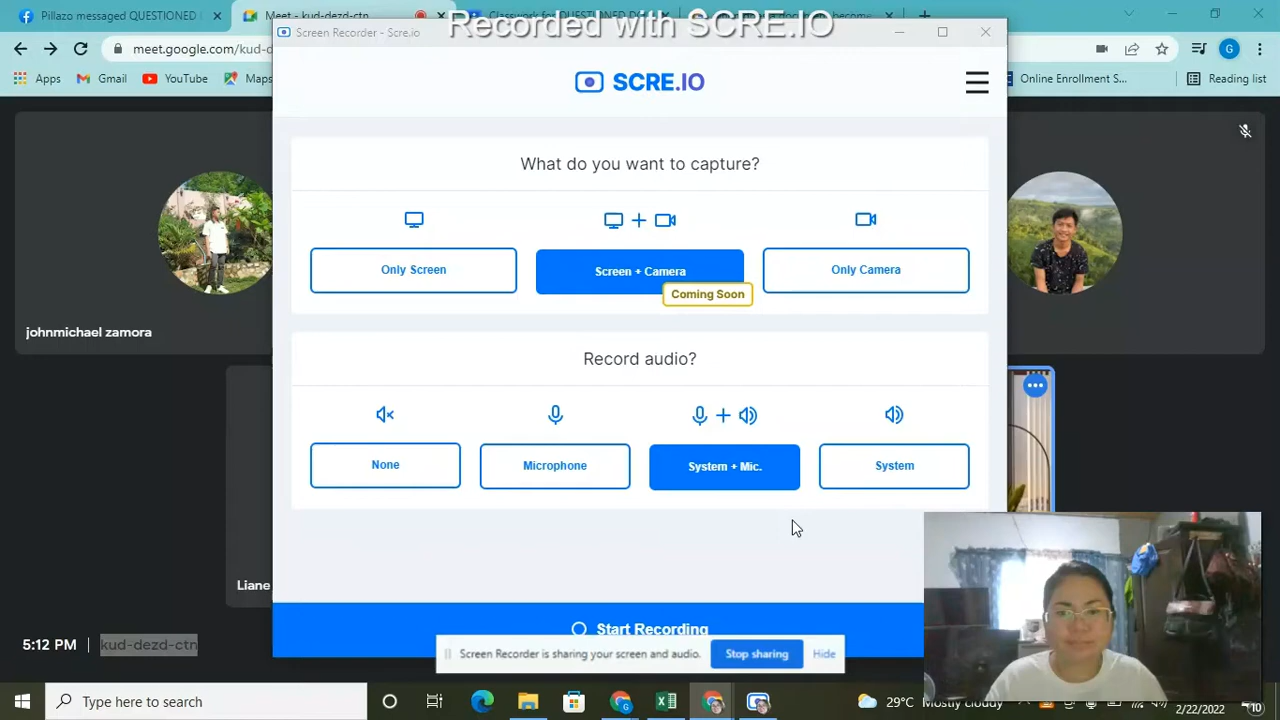 Pillazo messaged QUESTIONED
Meet - kud-dezd-ctn
Screen Recorder - Scre.io
Recorded with SCRE.IO
meet.google.com/kud-d
G
Apps
Gmail
YouTube
Maps
Online Enrollment S...
Reading list
SCRE.IO
What do you want to capture?
Only Screen
Screen + Camera
Only Camera
Coming Soon
johnmichael zamora
Record audio?
None
Microphone
System + Mic.
System
Liane
5:12 PM
kud-dezd-ctn
Start Recording
Screen Recorder is sharing your screen and audio.
Stop sharing
Hide
Type here to search
29°C
Mostly cloudy
2/22/2022
10